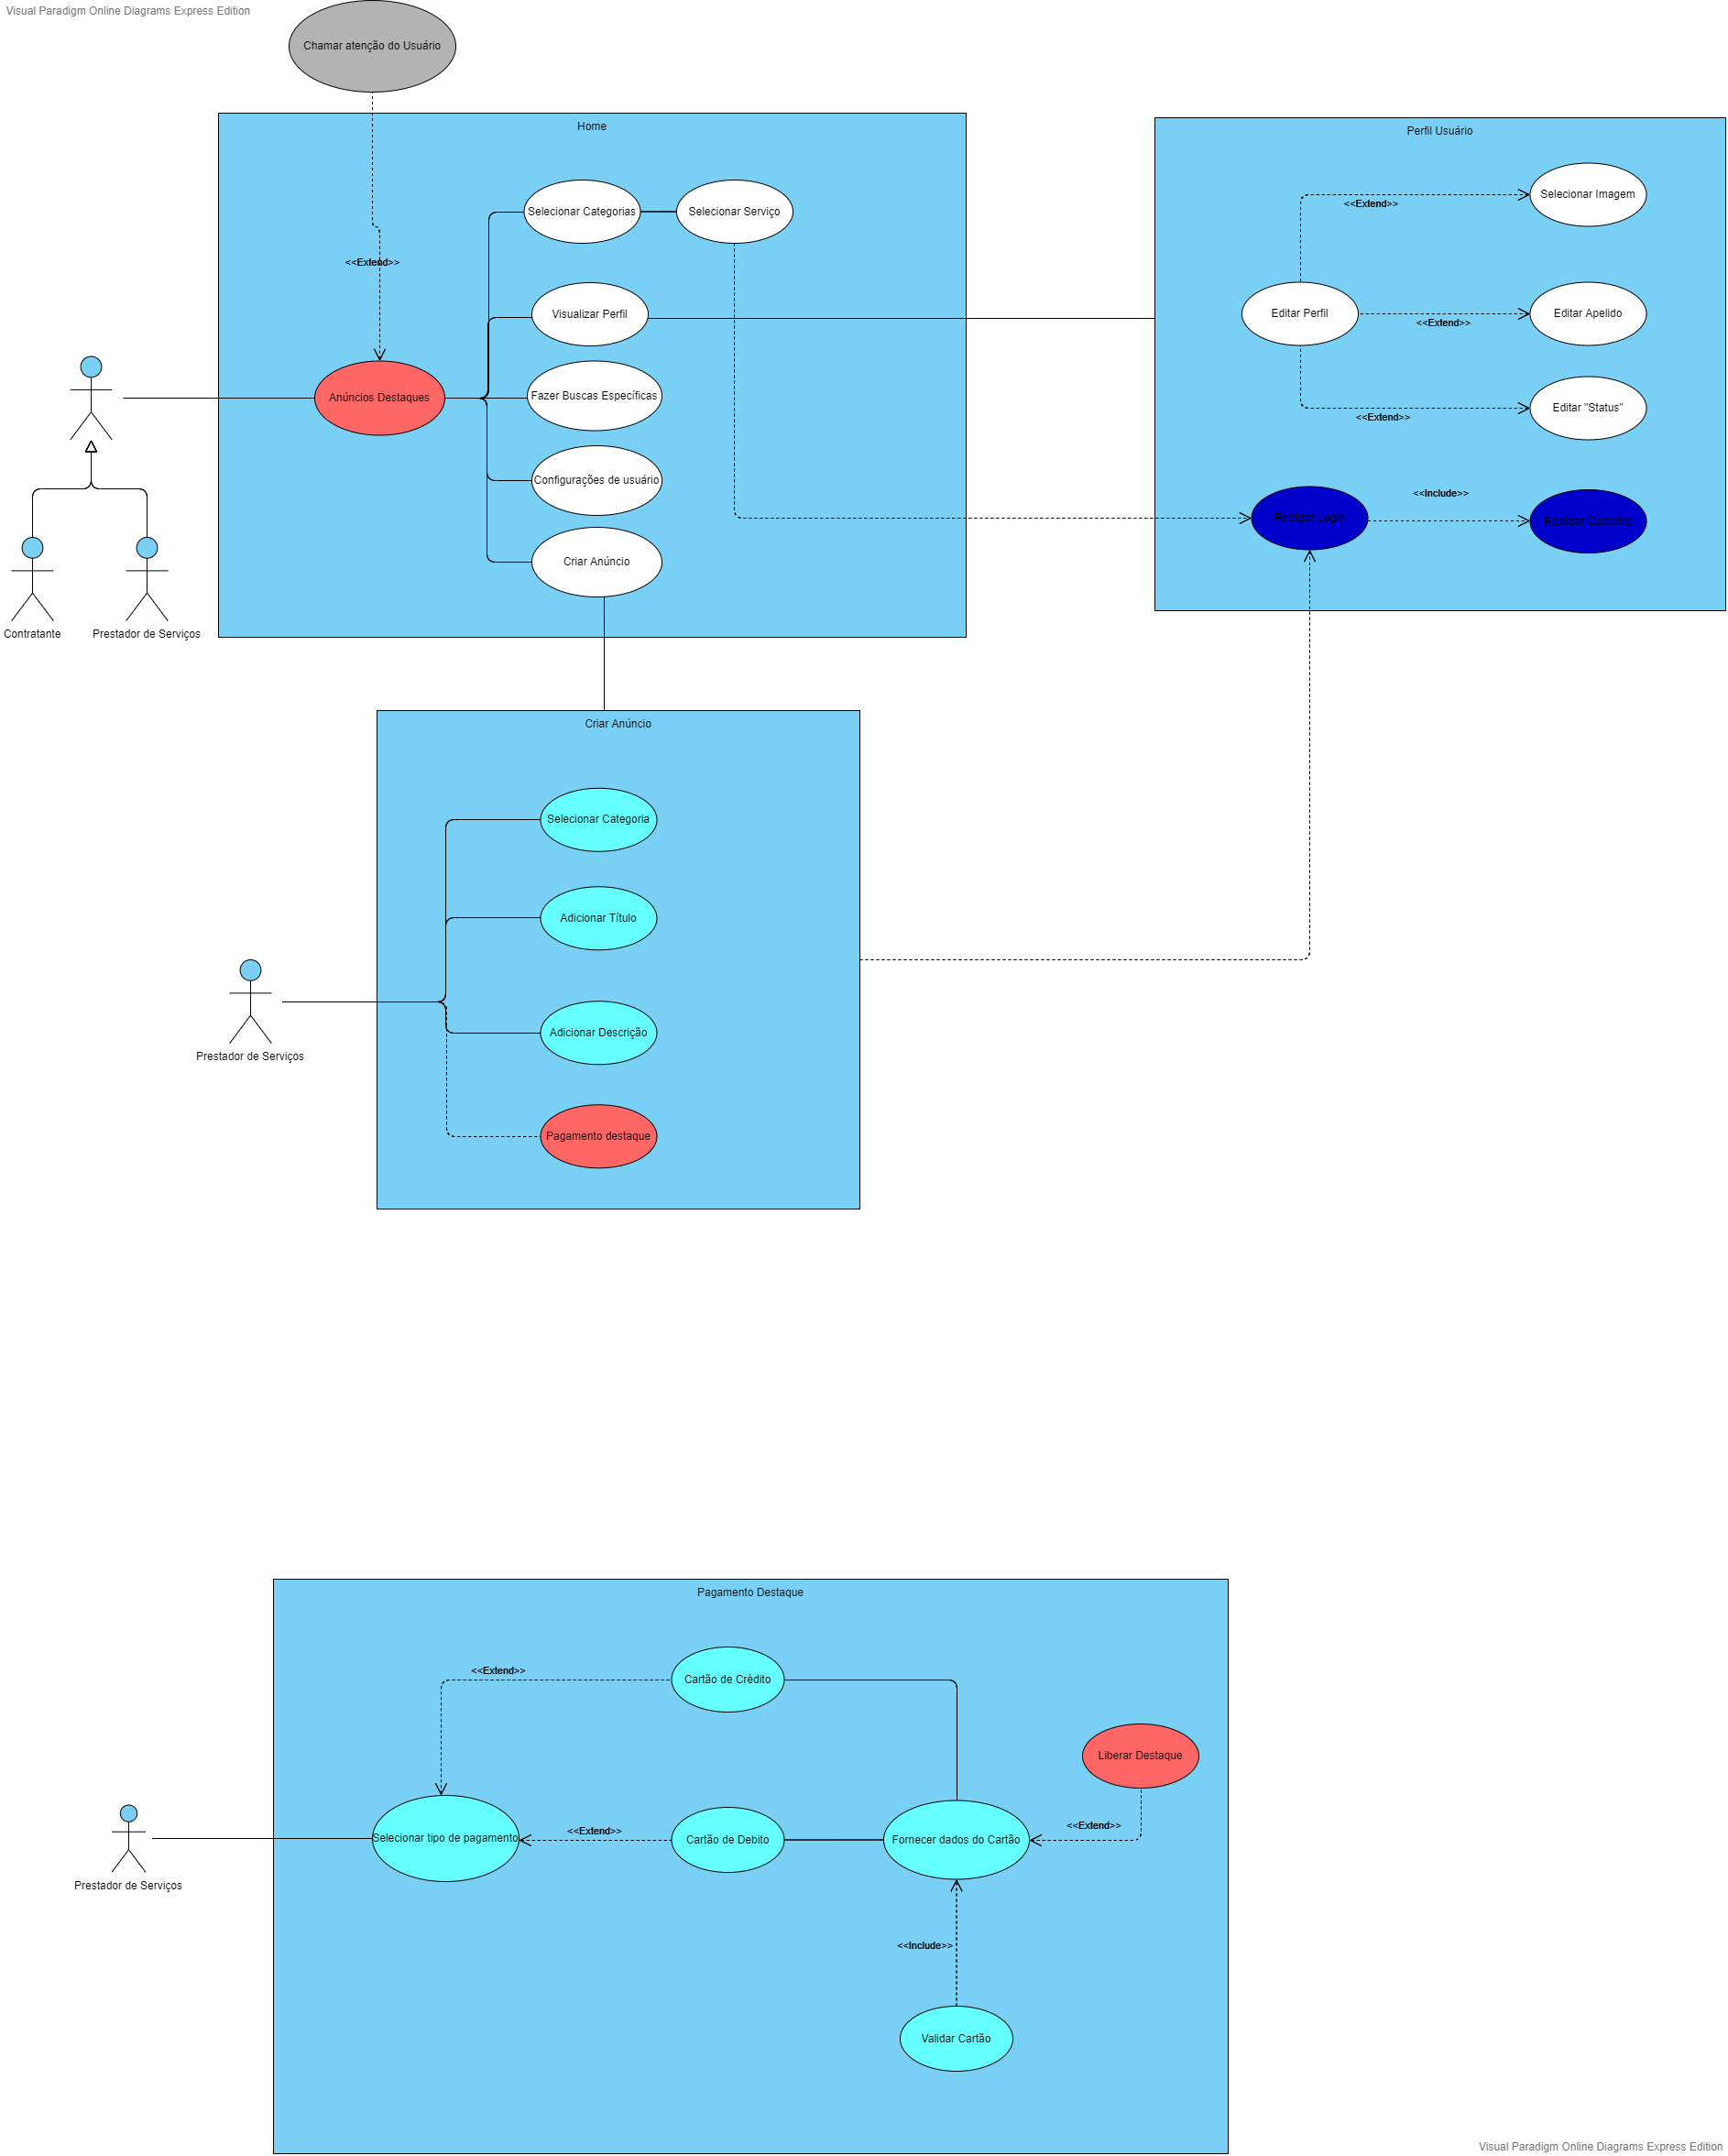 Visual Paradigm Online Diagrams Express Edition
Chamar atenção do Usuário
Home
Selecionar Categorias
Selecionar Serviço
<<Extend>>
Visualizar Perfil
Anúncios Destaques
Fazer Buscas Específicas
Configurações de usuário
Criar Anúncio
Contratante
Prestador de Serviços
Perfil Usuário
Selecionar Imagem
<<Extend>>
Editar Perfil
Editar Apelido
<<Extend>>
Editar "Status"
<<Extend>>
<<Include>>
Realizar Login
Realizar Cadastro
Criar Anúncio
Selecionar Categoria
Adicionar Título
Adicionar Descrição
Prestador de Serviços
Pagamento destaque
Pagamento Destaque
<<Extend>>
Cartão de Crédito
Liberar Destaque
Selecionar tipo de pagamento
<<Extend>>
Cartão de Debito
Fornecer dados do Cartão
<<Extend>>
Prestador de Serviços
<<Include>>
Validar Cartão
Visual Paradigm Online Diagrams Express Edition